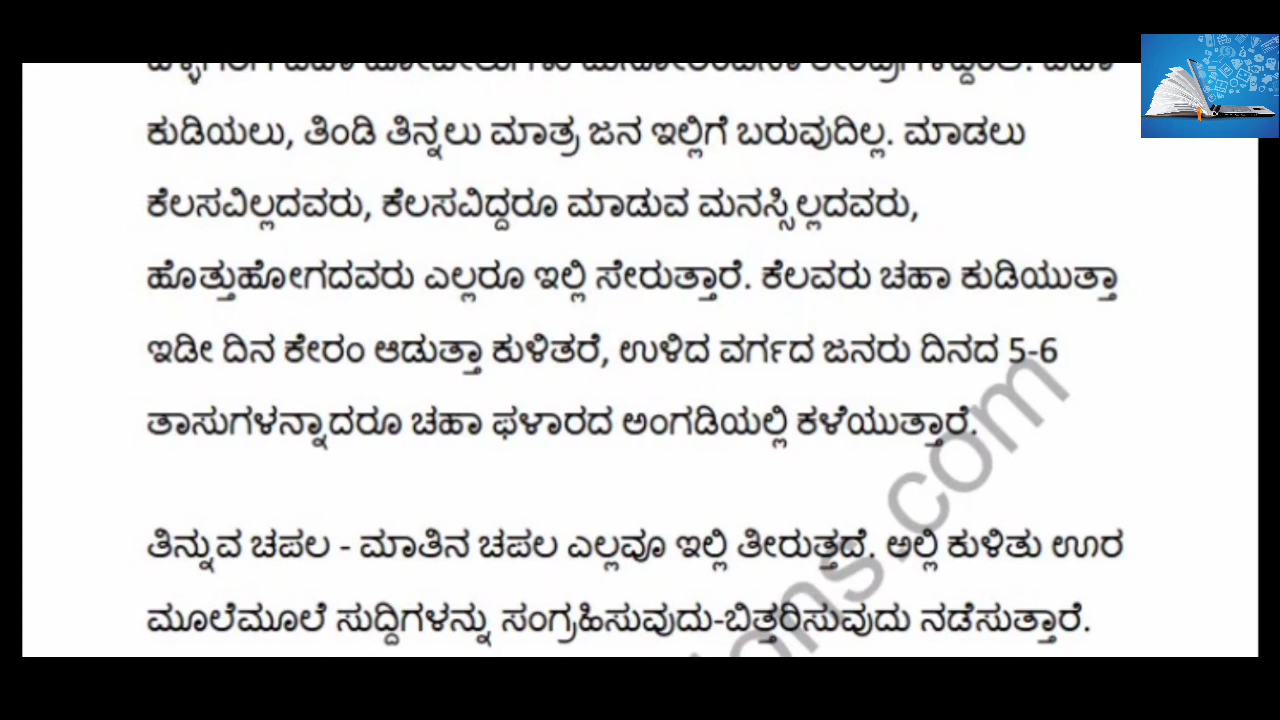 ಕುಡಿಯಲು, ತಿಂಡಿ ತಿನ್ನಲು ಮಾತ್ರ ಜನ ಇಲ್ಲಿಗೆ ಬರುವುದಿಲ್ಲ. ಮಾಡಲು
ಕೆಲಸವಿಲ್ಲದವರು, ಕೆಲಸವಿದ್ದರೂ ಮಾಡುವ ಮನಸ್ಸಿಲ್ಲದವರು,
ಹೊತ್ತುಹೋಗದವರು ಎಲ್ಲರೂ ಇಲ್ಲಿ ಸೇರುತ್ತಾರೆ. ಕೆಲವರು ಚಹಾ ಕುಡಿಯುತ್ತಾ
ಇಡೀ ದಿನ ಕೇರಂ ಆಡುತ್ತಾ ಕುಳಿತರೆ, ಉಳಿದ ವರ್ಗದ ಜನರು ದಿನದ 5-6
ತಾಸುಗಳನ್ನಾದರೂ ಚಹಾ ಫಳಾರದ ಅಂಗಡಿಯಲ್ಲಿ ಕಳೆಯುತ್ತಾರೆ.
ತಿನ್ನುವ ಚಪಲ - ಮಾತಿನ ಚಪಲ ಎಲ್ಲವೂ ಇಲ್ಲಿ ತೀರುತ್ತದೆ. ಅಲ್ಲಿ ಕುಳಿತು ಊರ
ಮೂಲೆಮೂಲೆ ಸುದ್ದಿಗಳನ್ನು ಸಂಗ್ರಹಿಸುವುದು-ಬಿತ್ತರಿಸುವುದು ನಡೆಸುತ್ತಾರೆ.